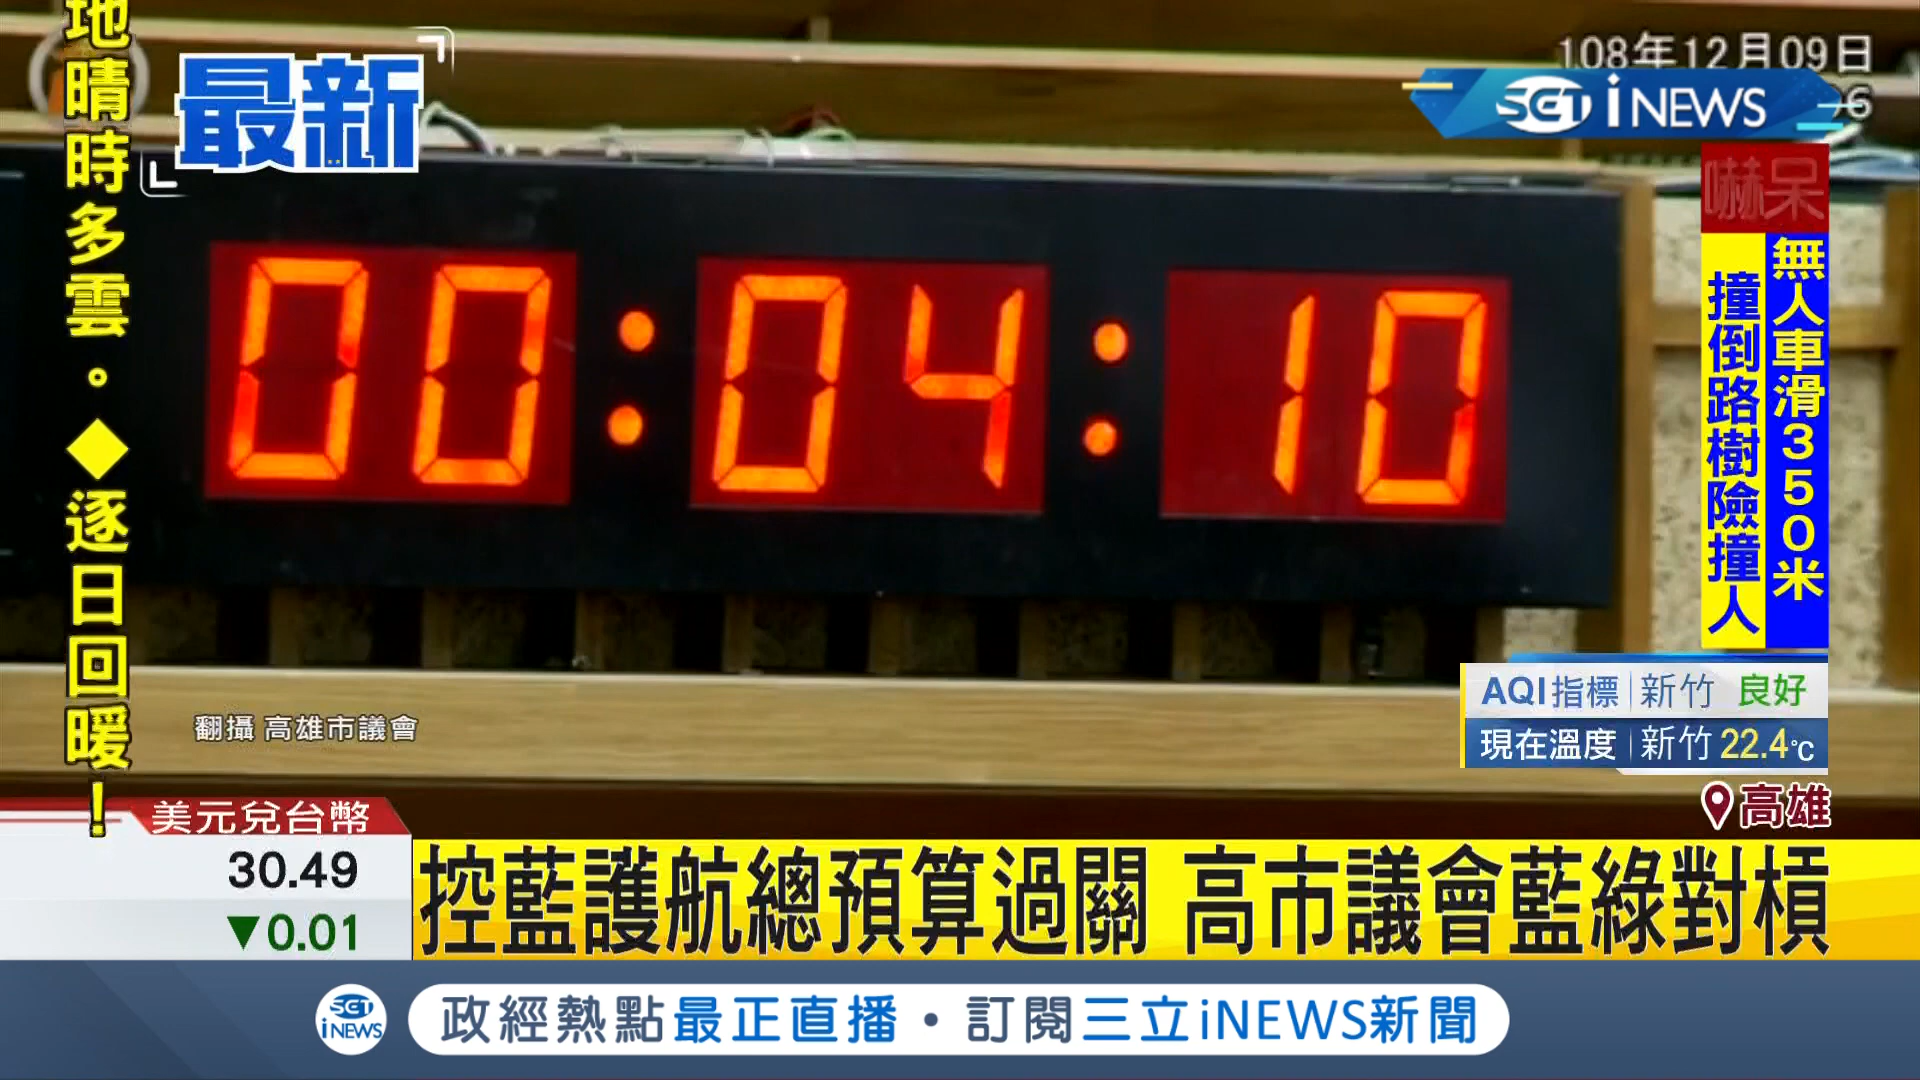 地晴時多雲。◆逐日回暖!
最新
108年12月09日
SET iNEWS
嚇呆
無人車滑350米
撞倒路樹險撞人
00:04:10
AQI指標 新竹 良好
現在溫度 新竹 22.4°C
翻攝 高雄市議會
高雄
美元兌台幣
30.49
▼0.01
控藍護航總預算過關 高市議會藍綠對槓
SET iNEWS
政經熱點最正直播・訂閱三立iNEWS新聞